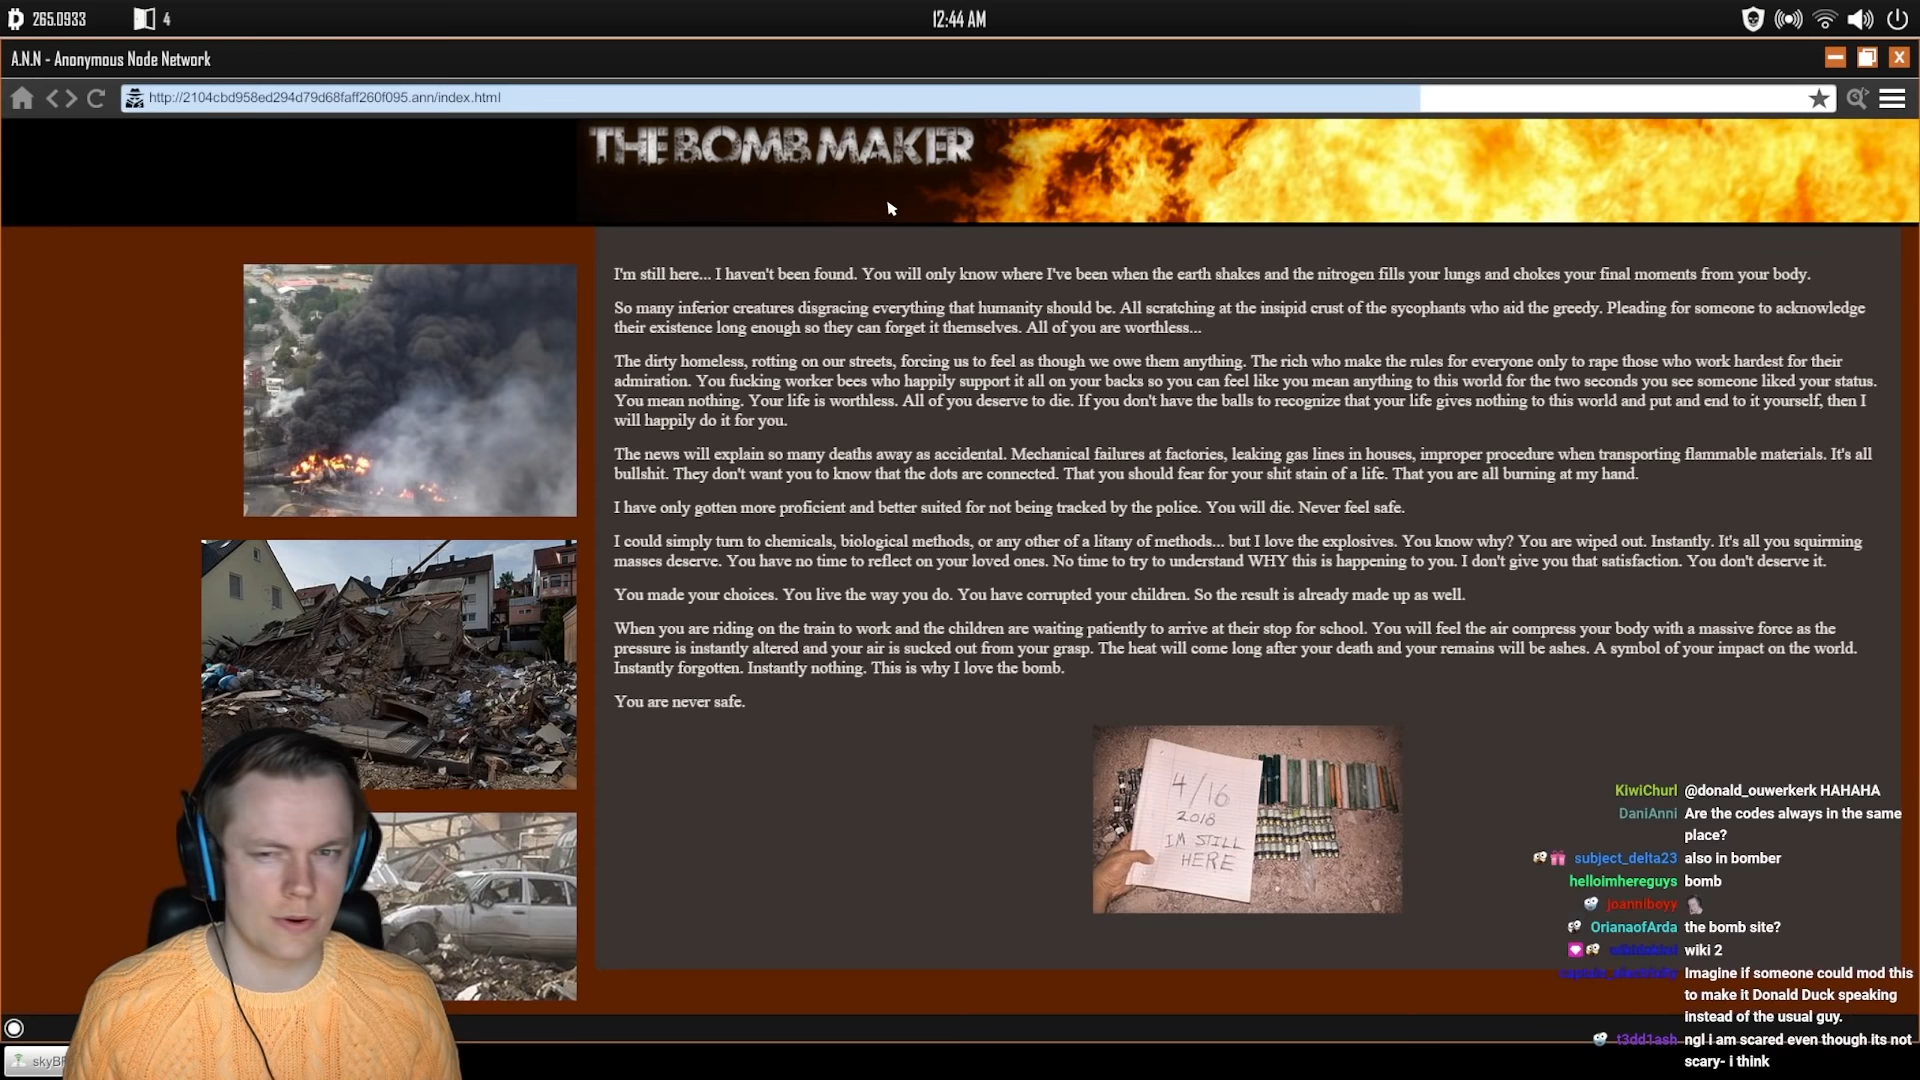 265.0933
4
12:44 AM
A.N.N - Anonymous Node Network
http://2104cbd958ed294d79d68faff260f095.ann/index.html
THE BOMB MAKER
I'm still here... I haven't been found. You will only know where I've been when the earth shakes and the nitrogen fills your lungs and chokes your final moments from your body.
So many inferior creatures disgracing everything that humanity should be. All scratching at the insipid crust of the sycophants who aid the greedy. Pleading for someone to acknowledge
their existence long enough so they can forget it themselves. All of you are worthless...
The dirty homeless, rotting on our streets, forcing us to feel as though we owe them anything. The rich who make the rules for everyone only to rape those who work hardest for their
admiration. You fucking worker bees who happily support it all on your backs so you can feel like you mean anything to this world for the two seconds you see someone liked your status.
You mean nothing. Your life is worthless. All of you deserve to die. If you don't have the balls to recognize that your life gives nothing to this world and put and end to it yourself, then I
will happily do it for you.
The news will explain so many deaths away as accidental. Mechanical failures at factories, leaking gas lines in houses, improper procedure when transporting flammable materials. It's all
bullshit. They don't want you to know that the dots are connected. That you should fear for your shit stain of a life. That you are all burning at my hand.
I have only gotten more proficient and better suited for not being tracked by the police. You will die. Never feel safe.
I could simply turn to chemicals, biological methods, or any other of a litany of methods... but I love the explosives. You know why? You are wiped out. Instantly. It's all you squirming
masses deserve. You have no time to reflect on your loved ones. No time to try to understand WHY this is happening to you. I don't give you that satisfaction. You don't deserve it.
You made your choices. You live the way you do. You have corrupted your children. So the result is already made up as well.
When you are riding on the train to work and the children are waiting patiently to arrive at their stop for school. You will feel the air compress your body with a massive force as the
pressure is instantly altered and your air is sucked out from your grasp. The heat will come long after your death and your remains will be ashes. A symbol of your impact on the world.
Instantly forgotten. Instantly nothing. This is why I love the bomb.
You are never safe.
4/16
2018
IM STILL
HERE
KiwiChurl @donald_ouwerkerk HAHAHA
DaniAnni Are the codes always in the same
place?
subject_delta23 also in bomber
helloimhereguys bomb
joanniboyy
OrianaofArda the bomb site?
wiki 2
Imagine if someone could mod this
to make it Donald Duck speaking
instead of the usual guy.
t3dd1ash ngl i am scared even though its not
scary- i think